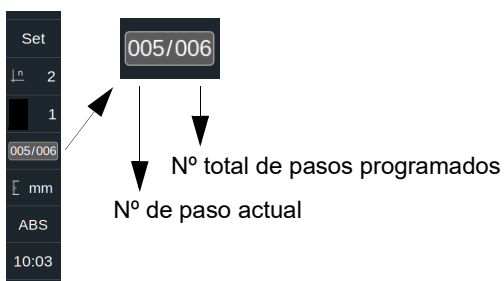 Set
n 2
1
005/006
mm
ABS
10:03
005/006
Nº total de pasos programados
Nº de paso actual